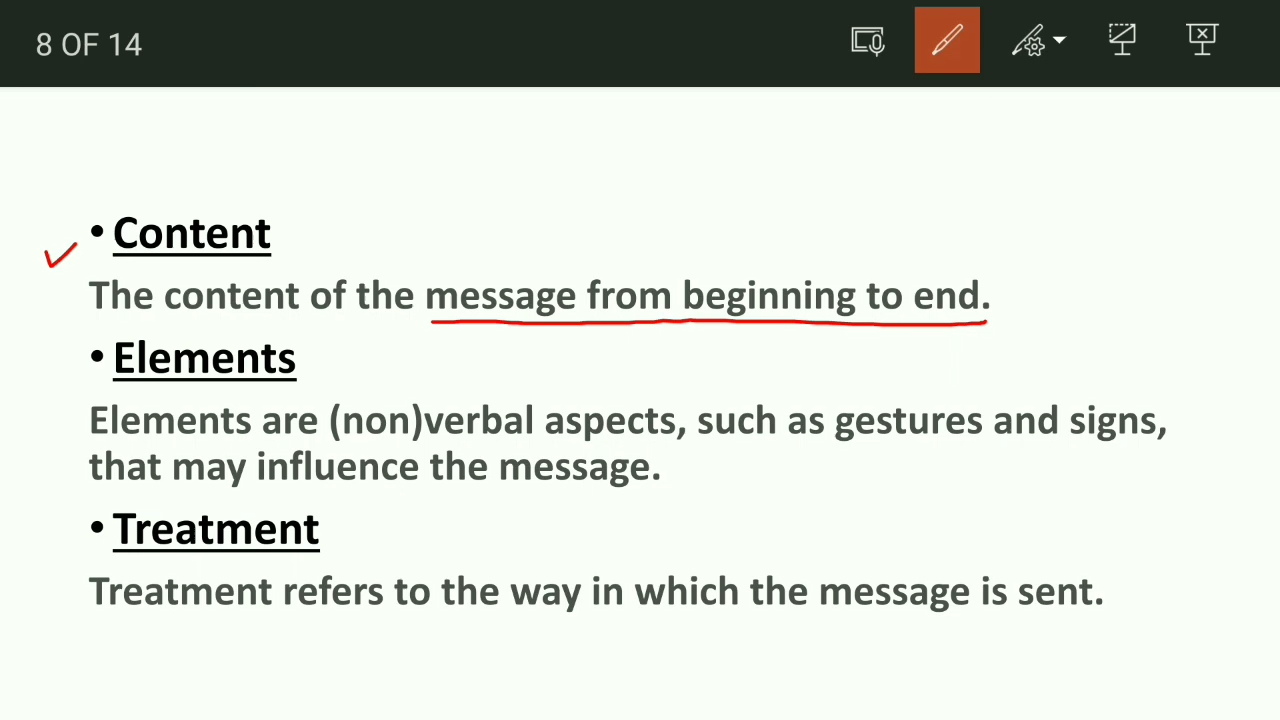 8 OF 14
• Content
The content of the message from beginning to end.
• Elements
Elements are (non)verbal aspects, such as gestures and signs,
that may influence the message.
• Treatment
Treatment refers to the way in which the message is sent.